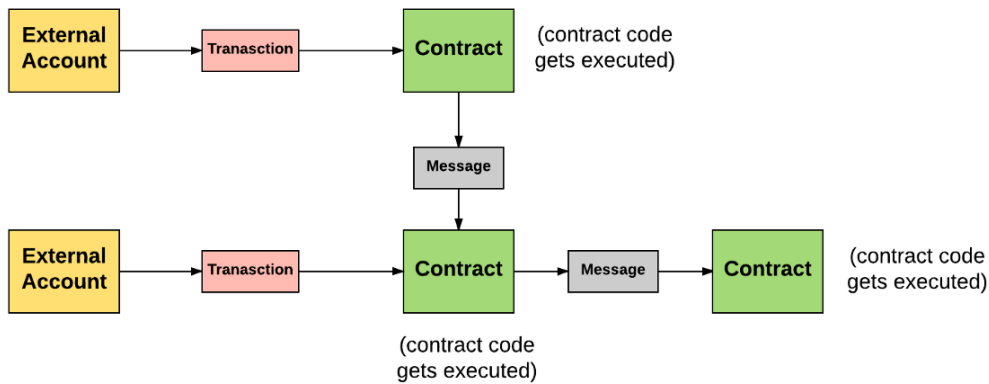 External
Account
Tranasction
Contract
(contract code
gets executed)
Message
External
Account
Tranasction
Contract
Message
Contract
(contract code
gets executed)
(contract code
gets executed)